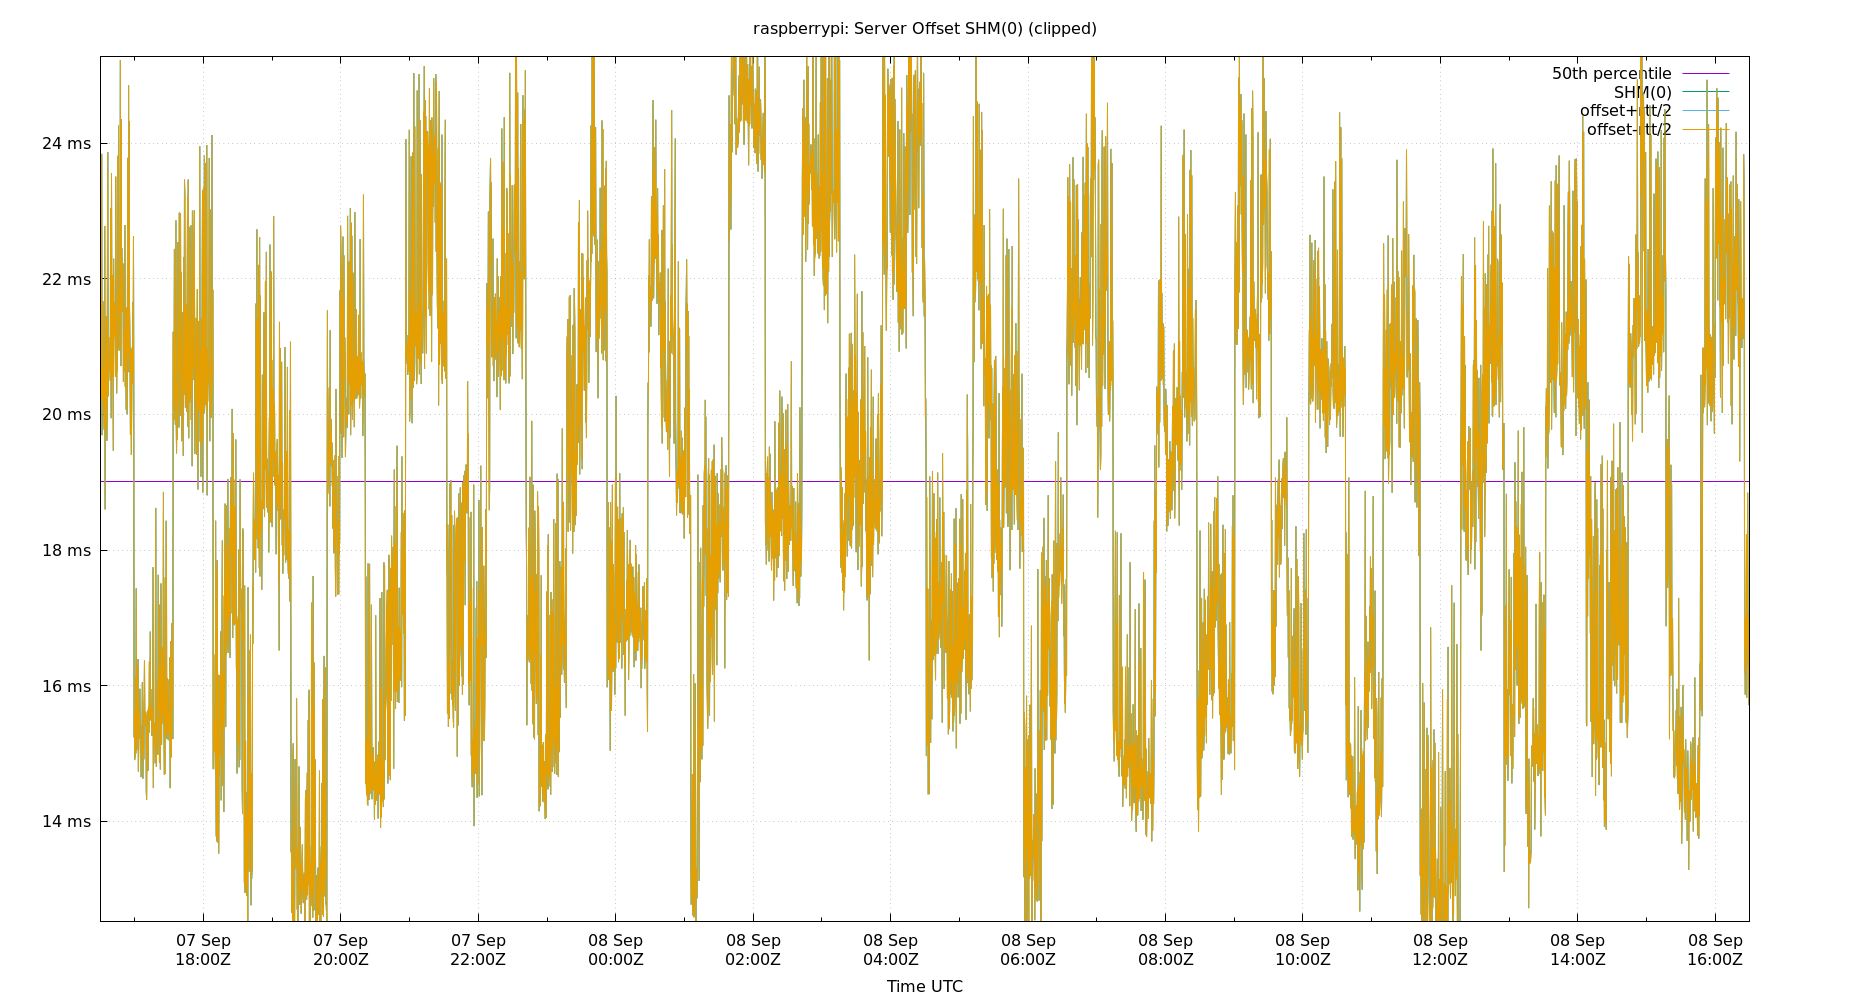 raspberrypi: Server Offset SHM(0) (clipped)
50th percentile
SHM(0)
offset+rtt/2
offset-rtt/2
24 ms
22 ms
20 ms
18 ms
16 ms
14 ms
07 Sep 07 Sep 07 Sep 08 Sep 08 Sep 08 Sep 08 Sep 08 Sep 08 Sep 08 Sep 08 Sep 08 Sep
18:00Z 20:00Z 22:00Z 00:00Z 02:00Z 04:00Z 06:00Z 08:00Z 10:00Z 12:00Z 14:00Z 16:00Z
Time UTC